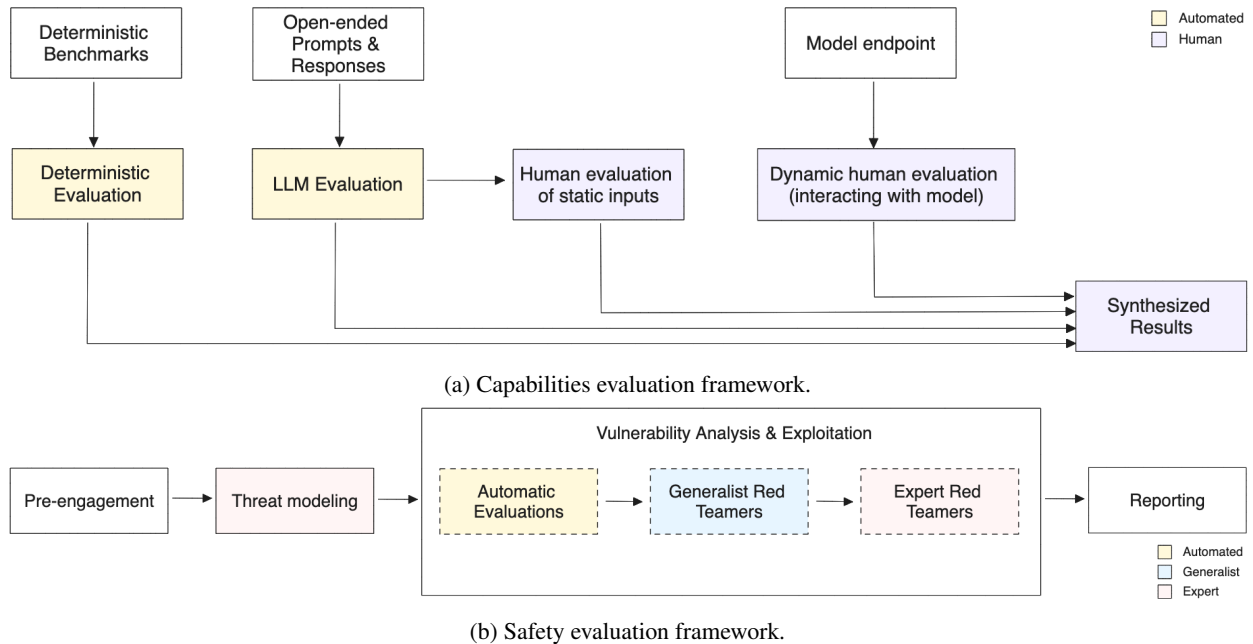 Deterministic
Benchmarks
Open-ended
Prompts &
Responses
Model endpoint
Automated
Human
Deterministic
Evaluation
LLM Evaluation
Human evaluation
of static inputs
Dynamic human evaluation
(interacting with model)
Synthesized
Results
(a) Capabilities evaluation framework.
Vulnerability Analysis & Exploitation
Pre-engagement
Threat modeling
Automatic
Evaluations
Generalist Red
Teamers
Expert Red
Teamers
Reporting
Automated
Generalist
Expert
(b) Safety evaluation framework.